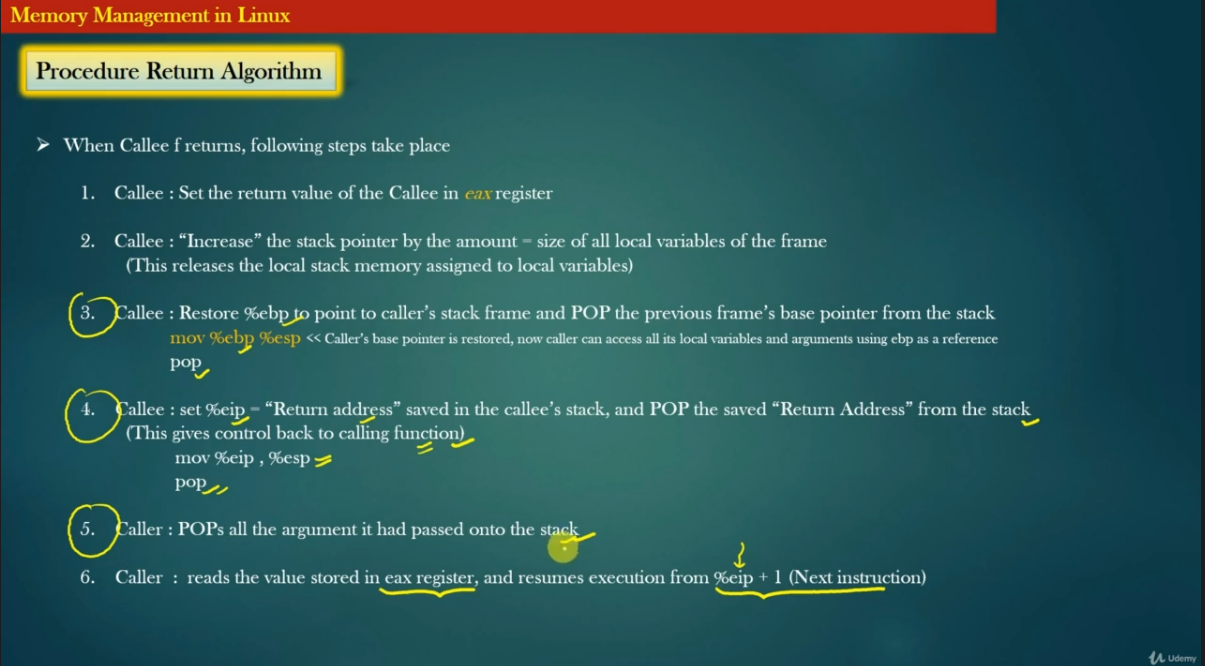 Memory Management in Linux
Procedure Return Algorithm
➢ When Callee f returns, following steps take place
1. Callee : Set the return value of the Callee in eax register
2. Callee : “Increase” the stack pointer by the amount = size of all local variables of the frame
(This releases the local stack memory assigned to local variables)
3. Callee : Restore %ebp to point to caller’s stack frame and POP the previous frame’s base pointer from the stack
mov %ebp %esp << Caller’s base pointer is restored, now caller can access all its local variables and arguments using ebp as a reference
pop
4. Callee : set %eip = “Return address” saved in the callee’s stack, and POP the saved “Return Address” from the stack
(This gives control back to calling function)
mov %eip , %esp
pop
5. Caller : POPs all the argument it had passed onto the stack
6. Caller : reads the value stored in eax register, and resumes execution from %eip + 1 (Next instruction)
Udemy